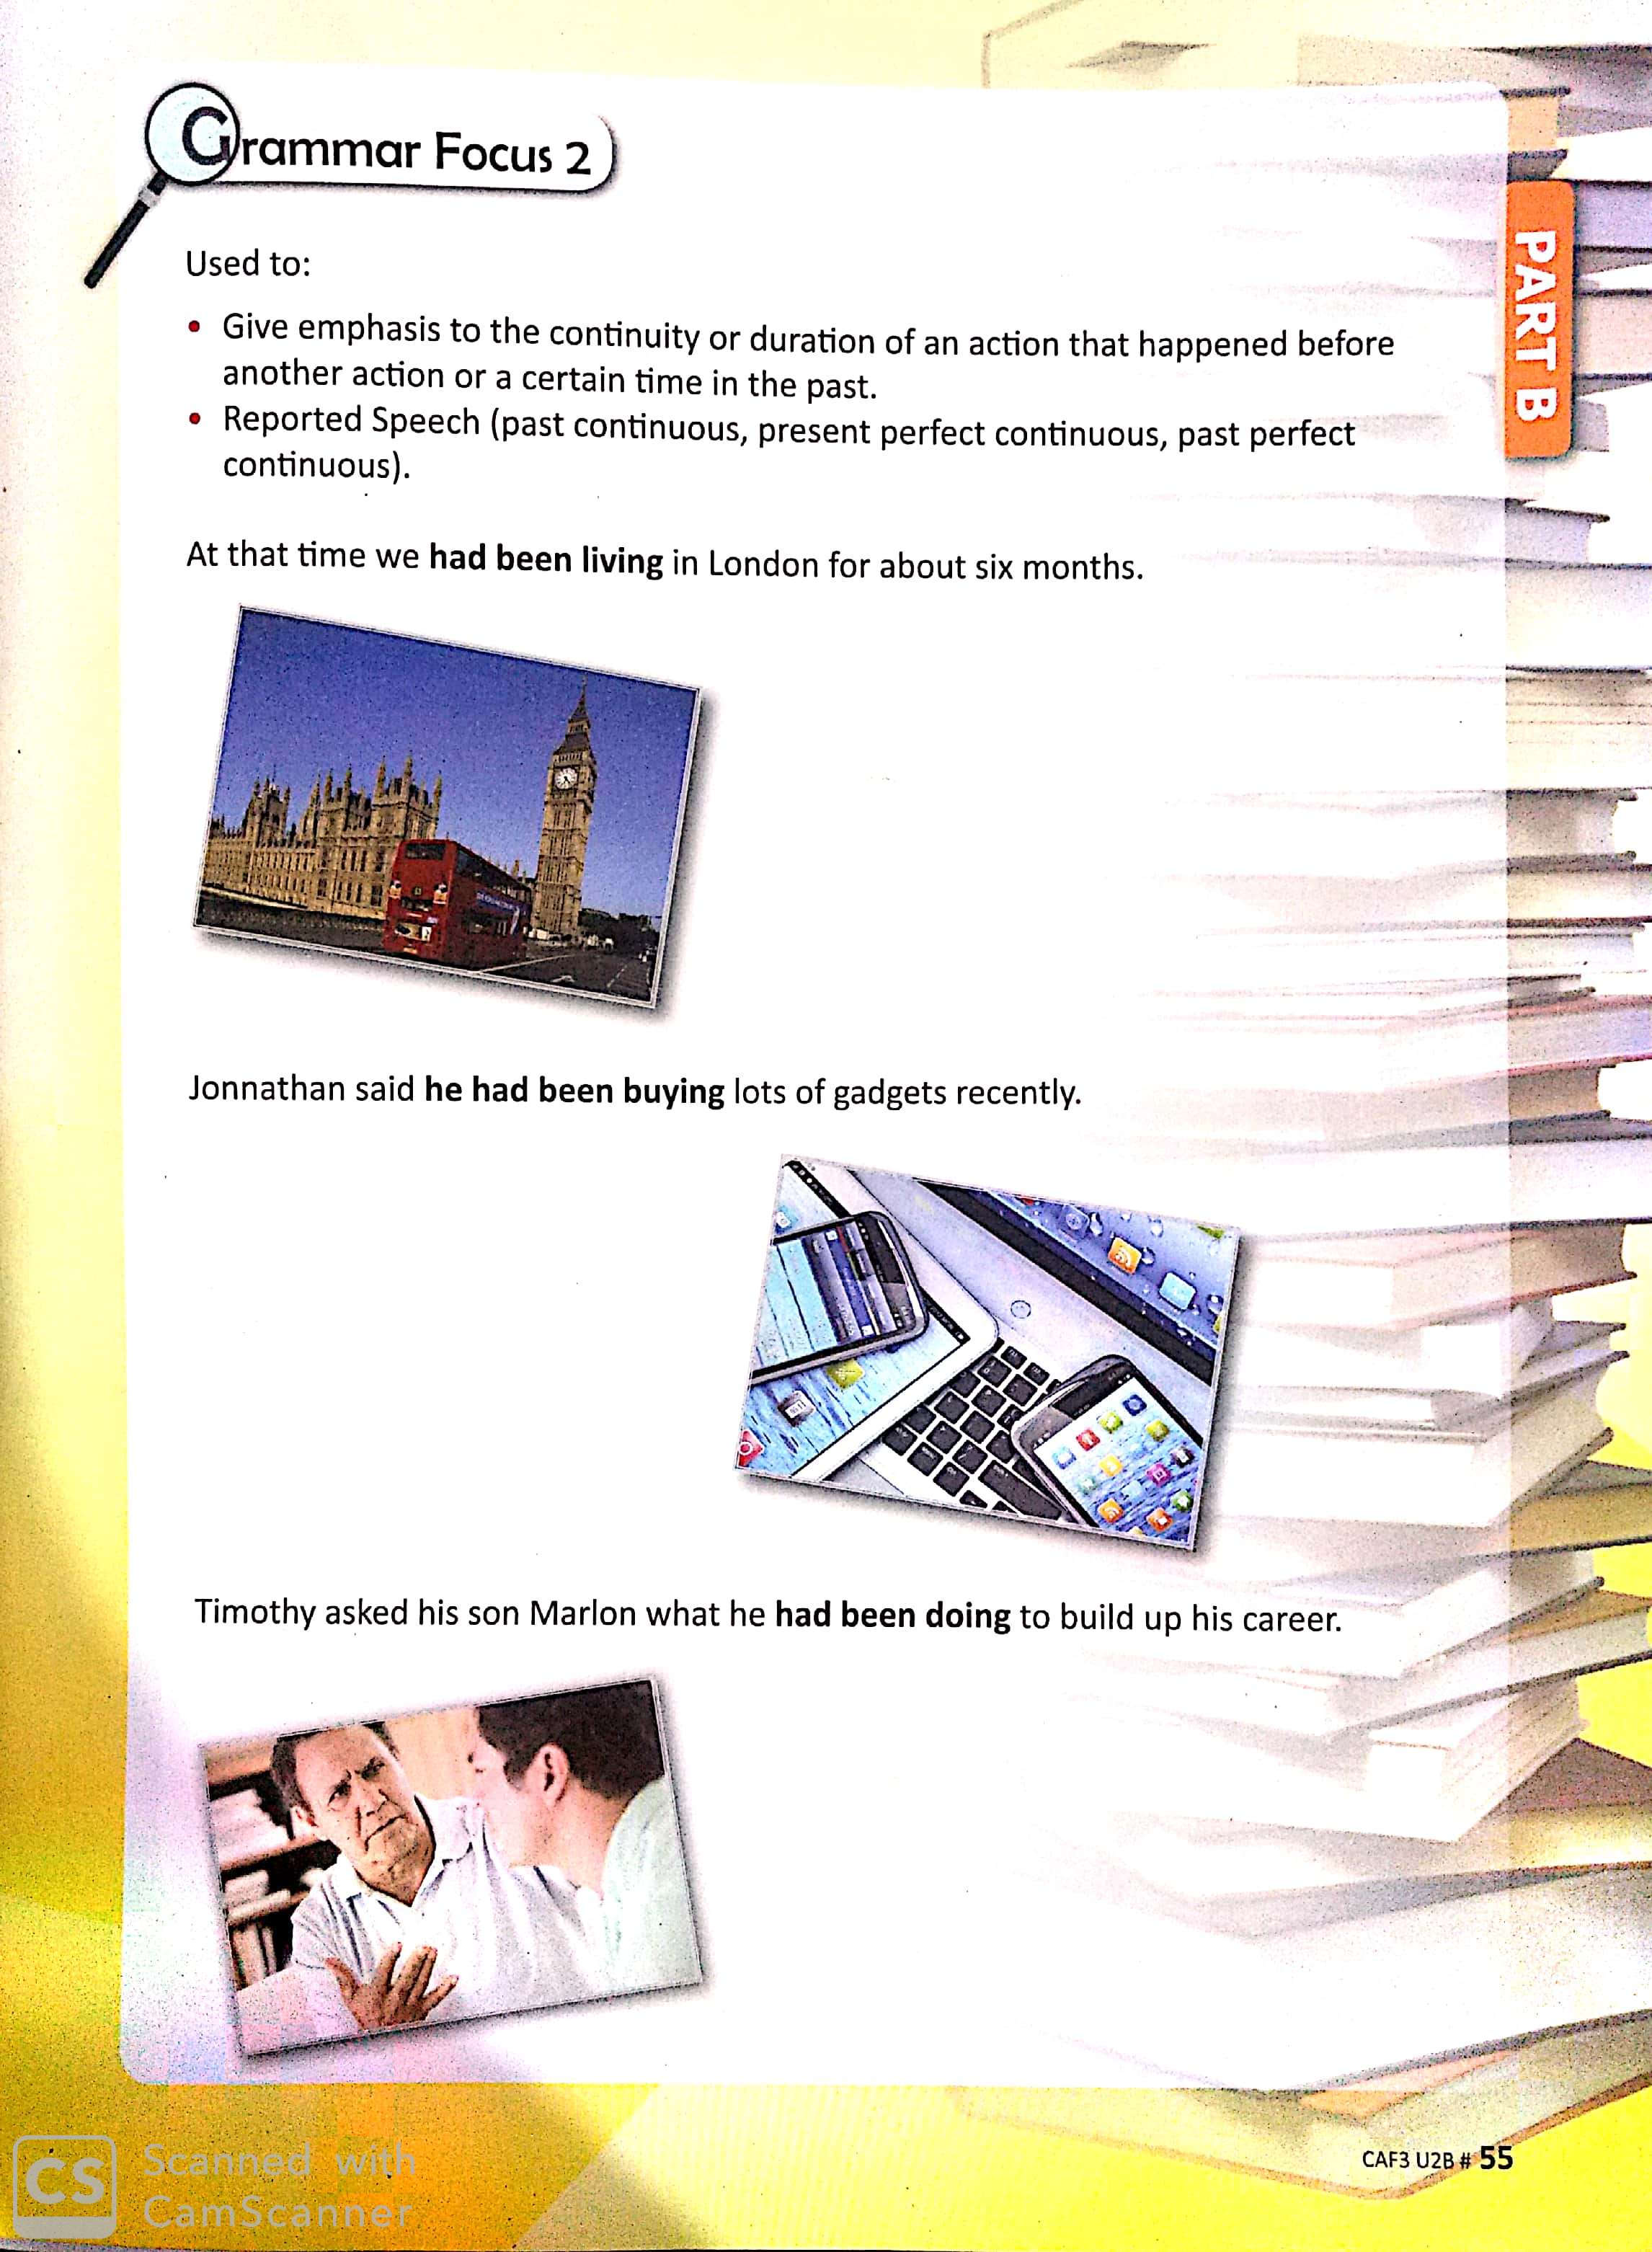 Grammar Focus 2
PART B
Used to:
• Give emphasis to the continuity or duration of an action that happened before
another action or a certain time in the past.
• Reported Speech (past continuous, present perfect continuous, past perfect
continuous).
At that time we had been living in London for about six months.
Jonnathan said he had been buying lots of gadgets recently.
Timothy asked his son Marlon what he had been doing to build up his career.
CAF3 U2B # 55
CS
Scanned with
CamScanner